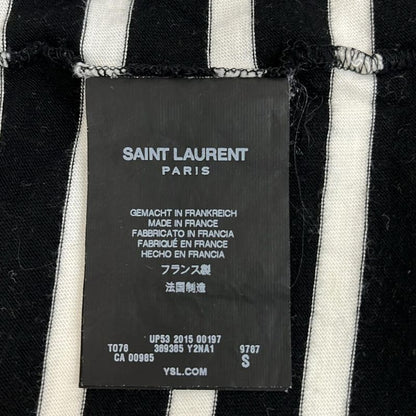 SAINT LAURENT
PARIS
GEMACHT IN FRANKREICH
MADE IN FRANCE
FABBRICATO IN FRANCIA
FABRIQUÉ EN FRANCE
HECHO EN FRANCIA
フランス製
法国制造
UP53 2015 00197
T078 389385 Y2NA1 9767
CA 00985 S
YSL.COM